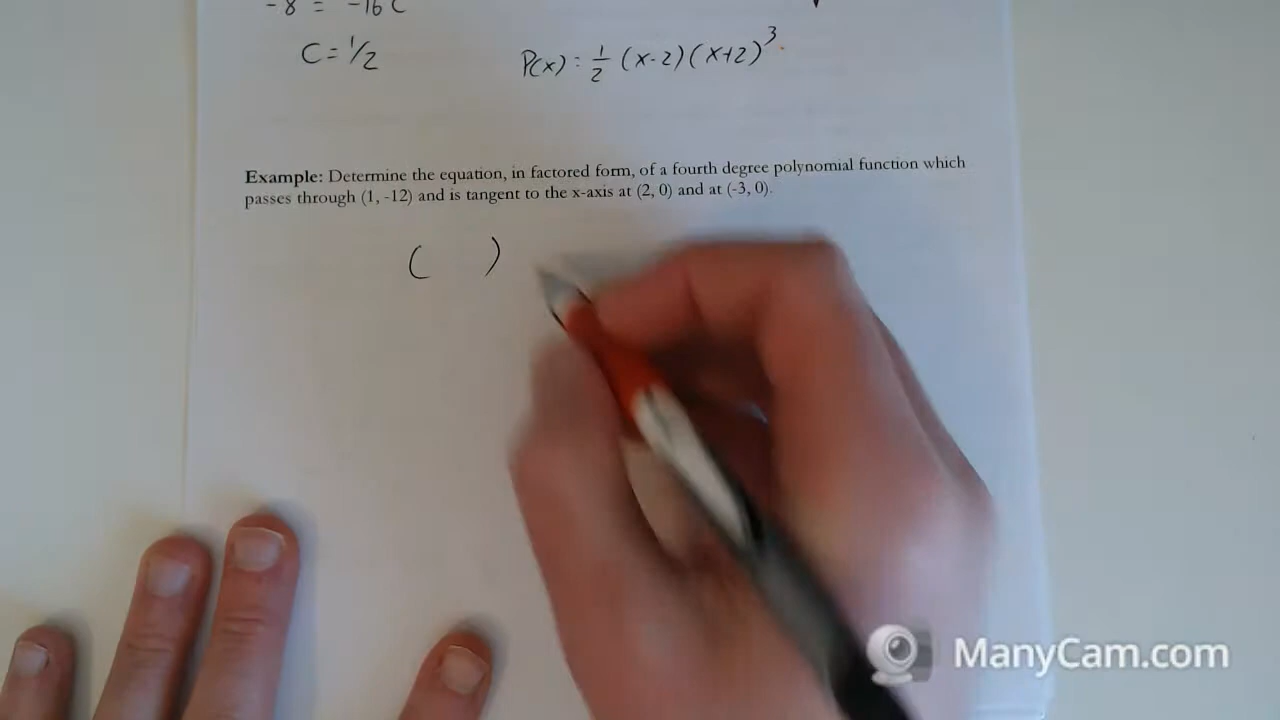 -8 = -16C
C = 1/2
P(x) = 1/2 (x-2)(x+2)^3
Example: Determine the equation, in factored form, of a fourth degree polynomial function which
passes through (1, -12) and is tangent to the x-axis at (2, 0) and at (-3, 0).
( )
ManyCam.com